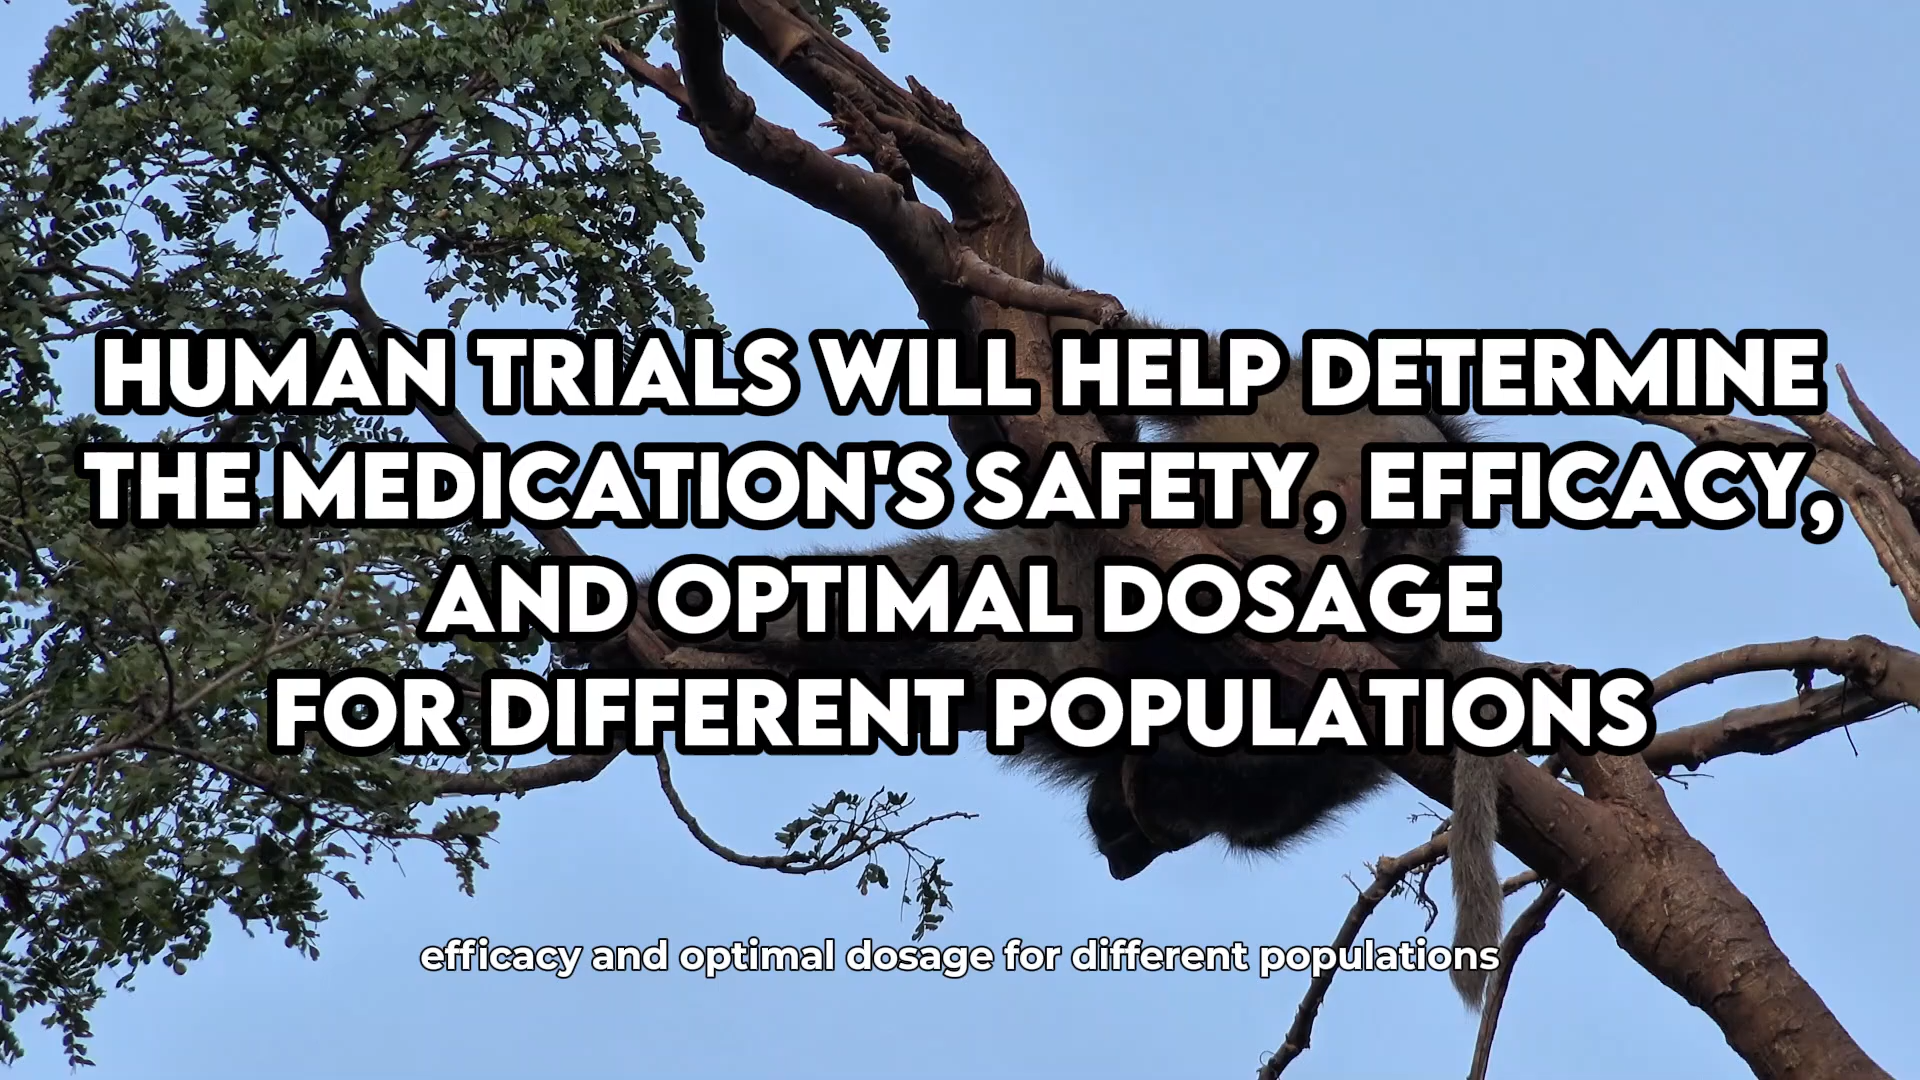 HUMAN TRIALS WILL HELP DETERMINE
THE MEDICATION'S SAFETY, EFFICACY,
AND OPTIMAL DOSAGE
FOR DIFFERENT POPULATIONS
efficacy and optimal dosage for different populations